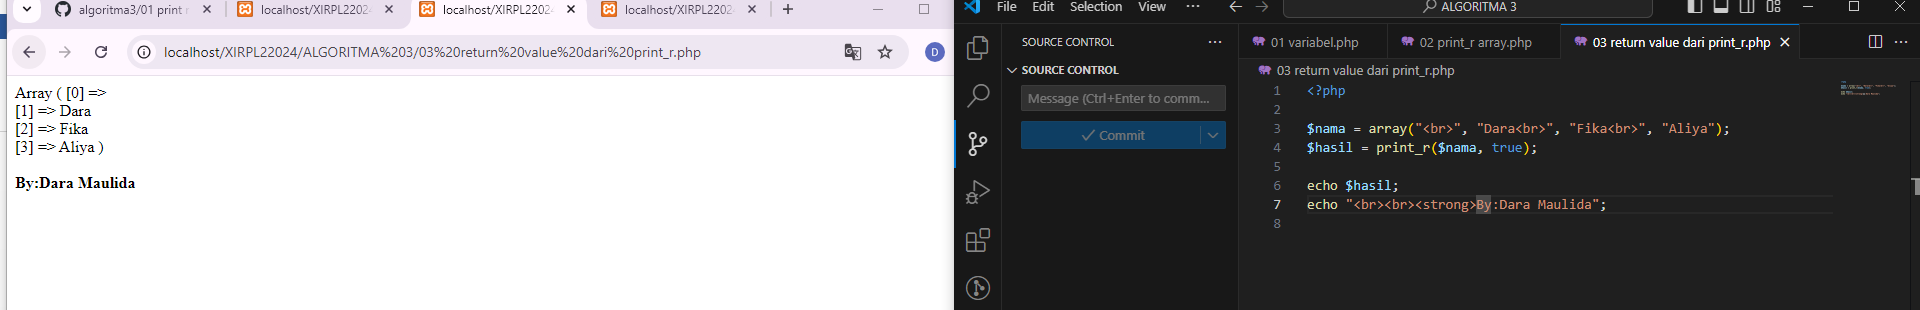 algoritma3/01 print r
localhost/XIRPL22024
localhost/XIRPL22024
localhost/XIRPL22024
localhost/XIRPL22024/ALGORITMA%203/03%20return%20value%20dari%20print_r.php
D
Array ( [0] =>
[1] => Dara
[2] => Fika
[3] => Aliya )
By:Dara Maulida
File Edit Selection View ···
ALGORITMA 3
SOURCE CONTROL ···
SOURCE CONTROL
Message (Ctrl+Enter to comm...
Commit
01 variabel.php
02 print_r array.php
03 return value dari print_r.php
03 return value dari print_r.php
1 <?php
2
3 $nama = array("<br>", "Dara<br>", "Fika<br>", "Aliya");
4 $hasil = print_r($nama, true);
5
6 echo $hasil;
7 echo "<br><br><strong>By:Dara Maulida";
8